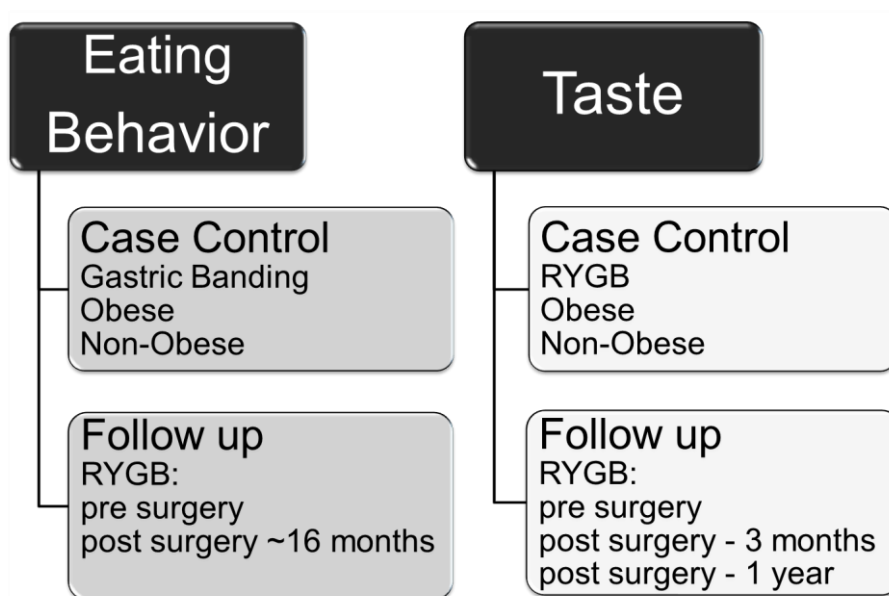 Eating
Behavior
Case Control
Gastric Banding
Obese
Non-Obese
Follow up
RYGB:
pre surgery
post surgery ~16 months
Taste
Case Control
RYGB
Obese
Non-Obese
Follow up
RYGB:
pre surgery
post surgery - 3 months
post surgery - 1 year